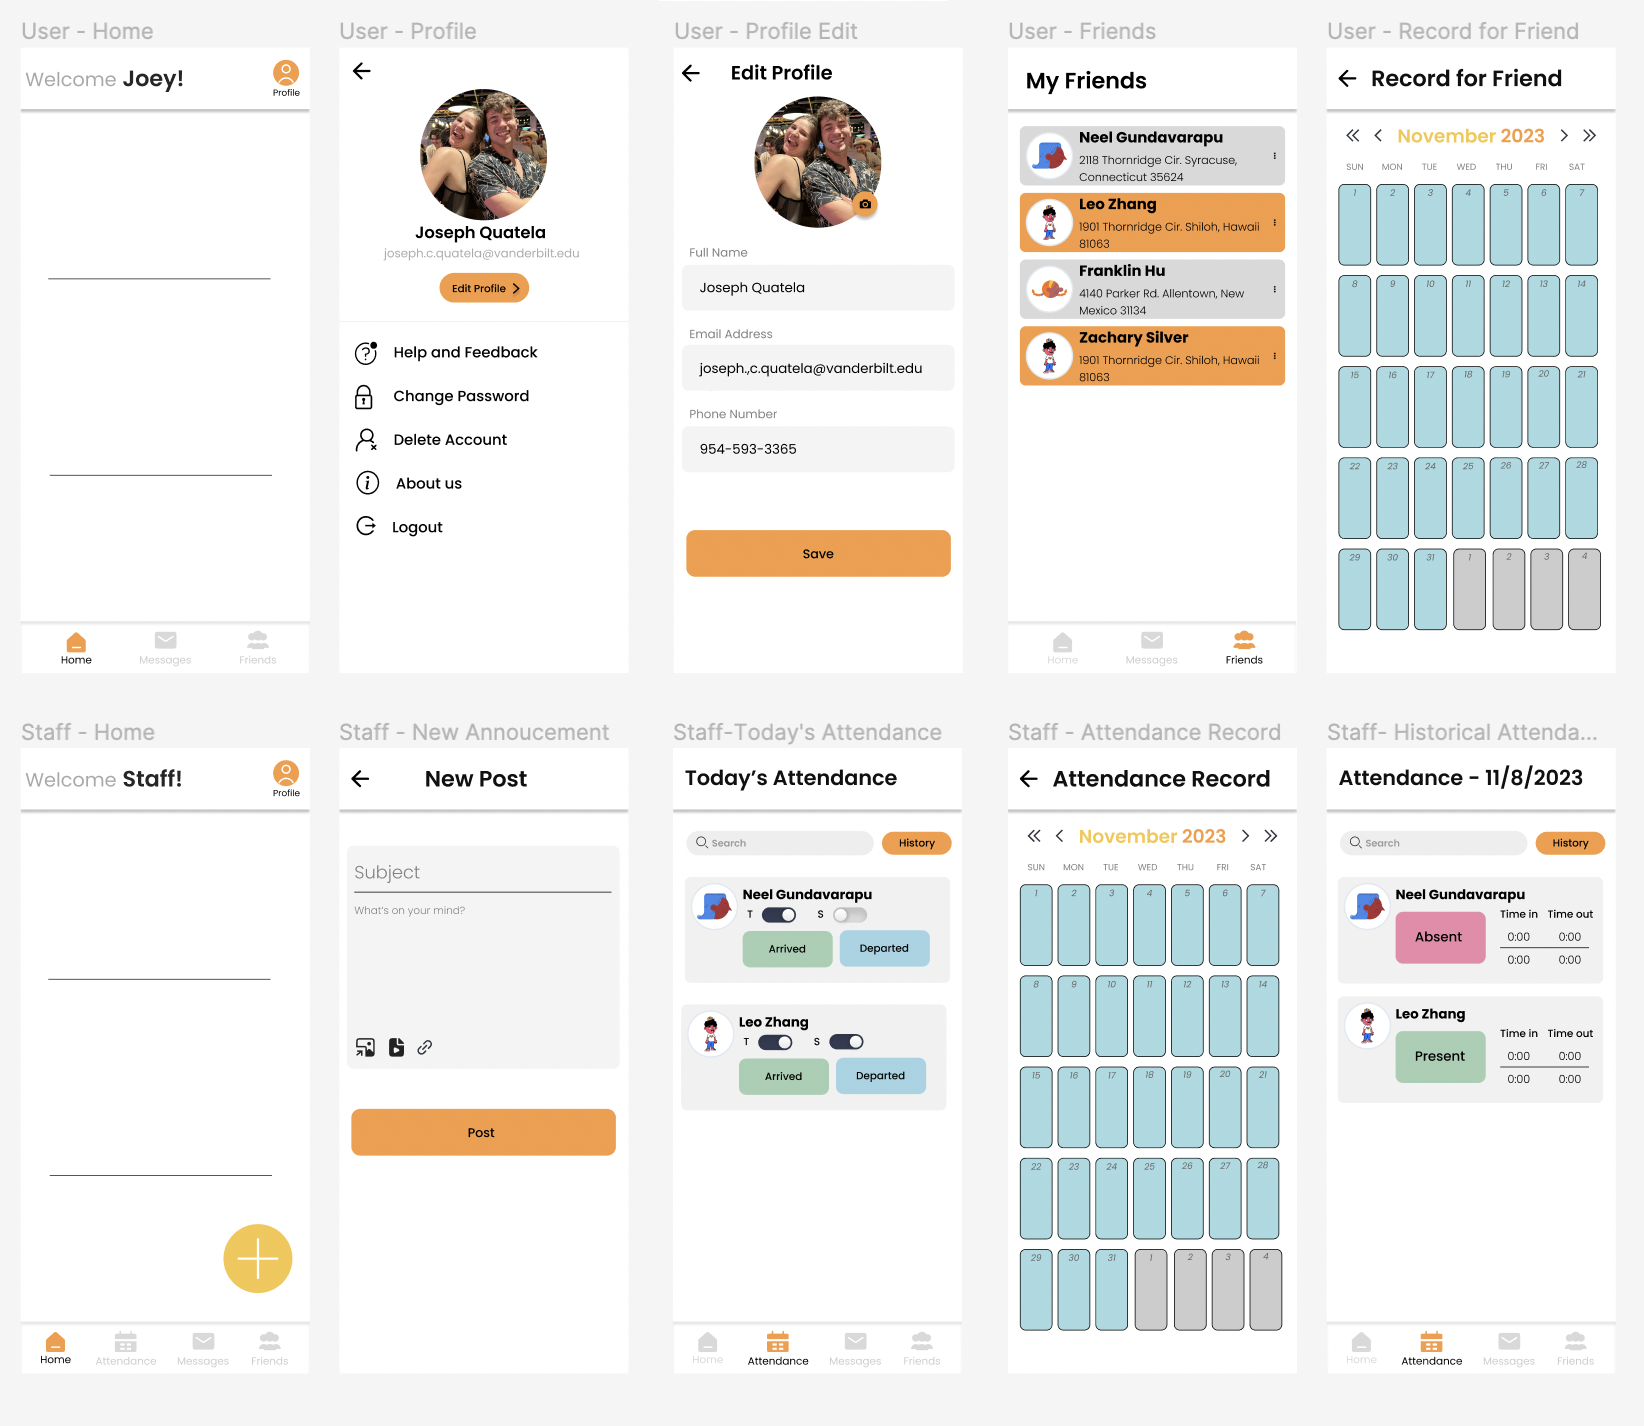 User - Home
Welcome Joey!
Profile
Home
Messages
Friends
User - Profile
Joseph Quatela
joseph.c.quatela@vanderbilt.edu
Edit Profile
Help and Feedback
Change Password
Delete Account
About us
Logout
User - Profile Edit
Edit Profile
Full Name
Joseph Quatela
Email Address
joseph.,c.quatela@vanderbilt.edu
Phone Number
954-593-3365
Save
User - Friends
My Friends
Neel Gundavarapu
2118 Thornridge Cir. Syracuse,
Connecticut 35624
Leo Zhang
1901 Thornridge Cir. Shiloh, Hawaii
81063
Franklin Hu
4140 Parker Rd. Allentown, New
Mexico 31134
Zachary Silver
1901 Thornridge Cir. Shiloh, Hawaii
81063
Home
Messages
Friends
User - Record for Friend
Record for Friend
November 2023
SUN MON TUE WED THU FRI SAT
1 2 3 4 5 6 7
8 9 10 11 12 13 14
15 16 17 18 19 20 21
22 23 24 25 26 27 28
29 30 31 1 2 3 4
Staff - Home
Welcome Staff!
Profile
Home
Attendance
Messages
Friends
Staff - New Annoucement
New Post
Subject
What's on your mind?
Post
Staff-Today's Attendance
Today's Attendance
Search
History
Neel Gundavarapu
T S
Arrived
Departed
Leo Zhang
T S
Arrived
Departed
Home
Attendance
Messages
Friends
Staff - Attendance Record
Attendance Record
November 2023
SUN MON TUE WED THU FRI SAT
1 2 3 4 5 6 7
8 9 10 11 12 13 14
15 16 17 18 19 20 21
22 23 24 25 26 27 28
29 30 31 1 2 3 4
Staff- Historical Attenda...
Attendance - 11/8/2023
Search
History
Neel Gundavarapu
Absent
Time in Time out
0:00 0:00
0:00 0:00
Leo Zhang
Present
Time in Time out
0:00 0:00
0:00 0:00
Home
Attendance
Messages
Friends